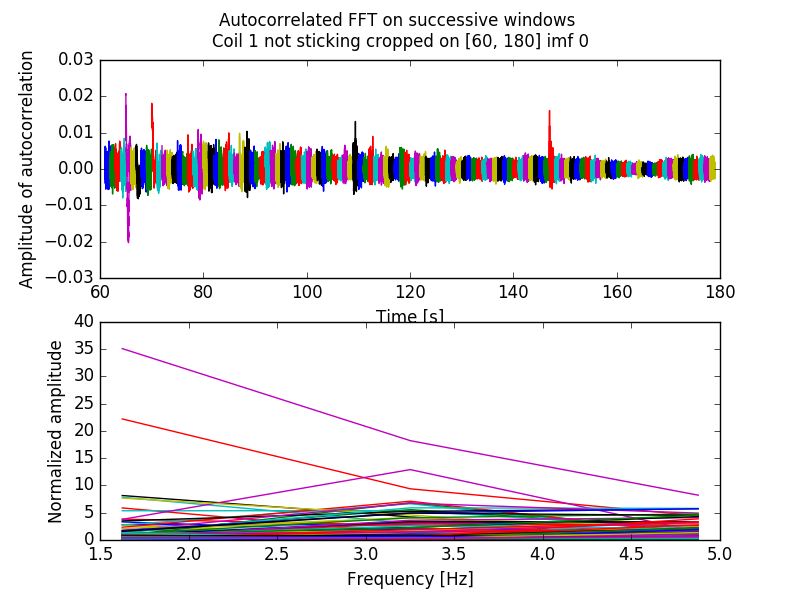 Autocorrelated FFT on successive windows
Coil 1 not sticking cropped on [60, 180] imf 0
Amplitude of autocorrelation
0.03
0.02
0.01
0.00
−0.01
−0.02
−0.03
60 80 100 120 140 160 180
Time [s]
Normalized amplitude
40
35
30
25
20
15
10
5
0
1.5 2.0 2.5 3.0 3.5 4.0 4.5 5.0
Frequency [Hz]